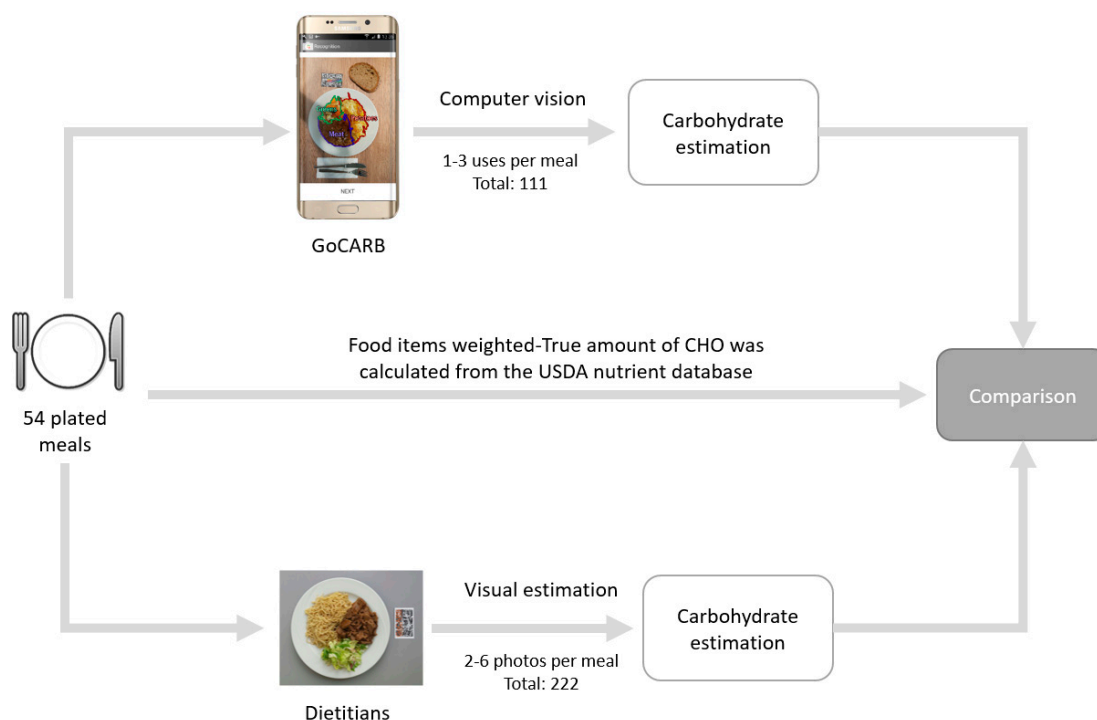 Computer vision
1-3 uses per meal
Total: 111
Carbohydrate
estimation
NEXT
GoCARB
Food items weighted-True amount of CHO was
calculated from the USDA nutrient database
54 plated
meals
Comparison
Visual estimation
2-6 photos per meal
Total: 222
Carbohydrate
estimation
Dietitians